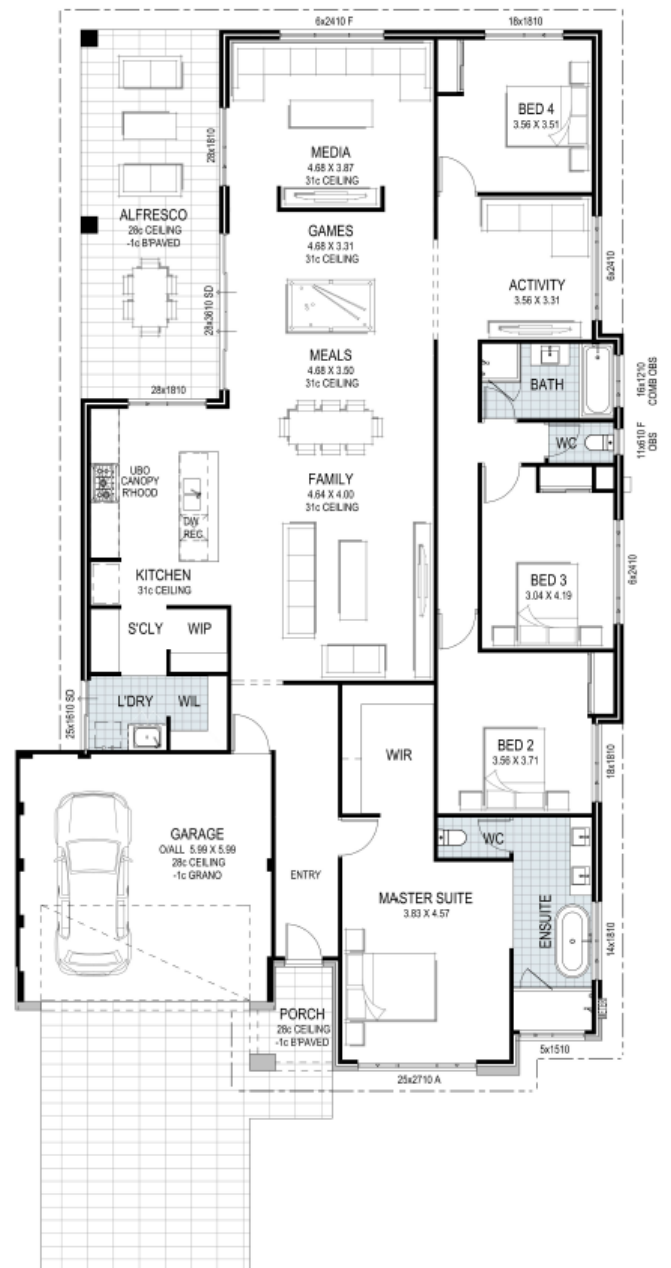 6x2410 F
18x1810
BED 4
3.56 X 3.51
28x1810
MEDIA
4.68 X 3.87
31c CEILING
ALFRESCO
28c CEILING
-1c B'PAVED
GAMES
4.68 X 3.31
31c CEILING
6x2410
ACTIVITY
3.56 X 3.31
28x3610 SD
MEALS
4.68 X 3.50
31c CEILING
28x1810
BATH
16x1210
COMB OBS
WC
11x610 F
OBS
UBO
CANOPY
R'HOOD
DW
REC
FAMILY
4.64 X 4.00
31c CEILING
KITCHEN
31c CEILING
BED 3
3.04 X 4.19
6x2410
S'CLY
WIP
L'DRY
WIL
25x1610 SD
WIR
BED 2
3.56 X 3.71
18x1810
GARAGE
O/ALL 5.99 X 5.99
28c CEILING
-1c GRANO
WC
ENTRY
MASTER SUITE
3.83 X 4.57
ENSUITE
14x1810
PORCH
28c CEILING
-1c B'PAVED
5x1510
25x2710 A